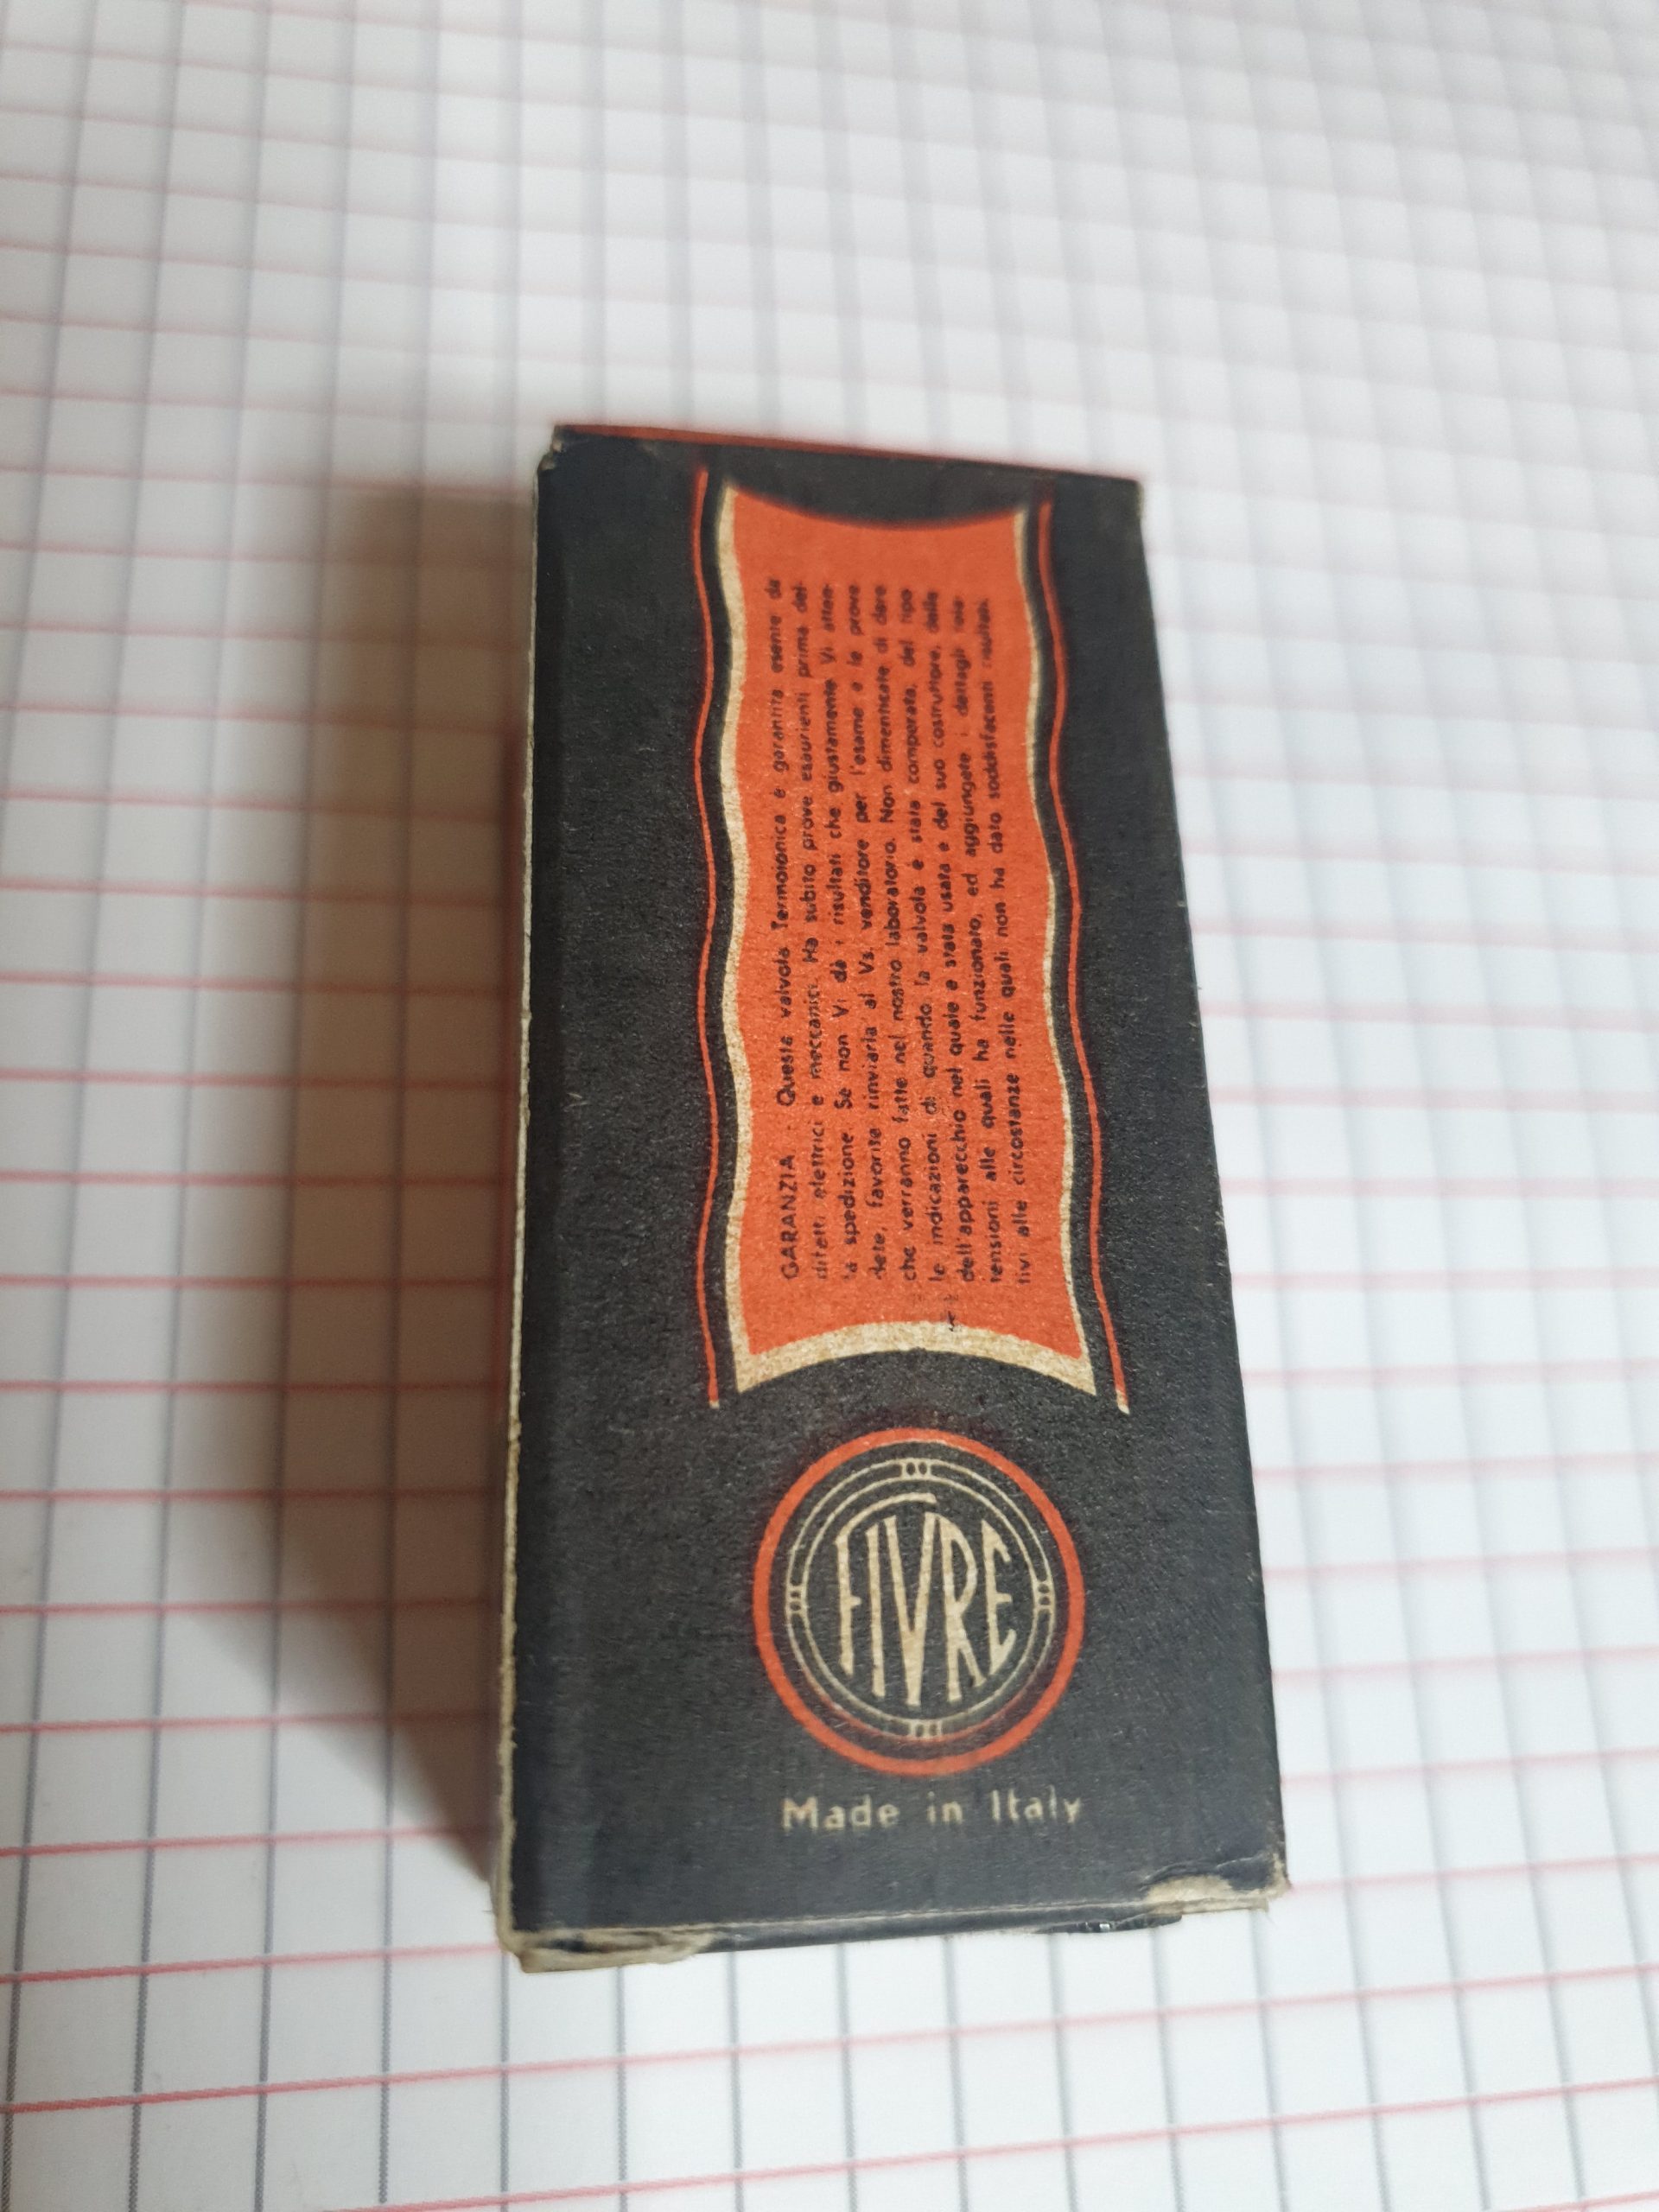 GARANZIA - Questa valvola Termoionica è garantita esente da
difetti elettrici e meccanici. Ha subito prove esaurienti prima del-
la spedizione. Se non Vi dà i risultati che giustamente Vi atten-
dete, favorite rinviarla al Vs. venditore per l'esame e le prove
che verranno fatte nel nostro laboratorio. Non dimenticate di dare
le indicazioni di quando la valvola è stata comperata, del tipo
dell'apparecchio nel quale è stata usata e del suo costruttore, delle
tensioni alle quali ha funzionato, ed aggiungete i dettagli rela-
tivi alle circostanze nelle quali non ha dato soddisfacenti risultati.
FIVRE
Made in Italy